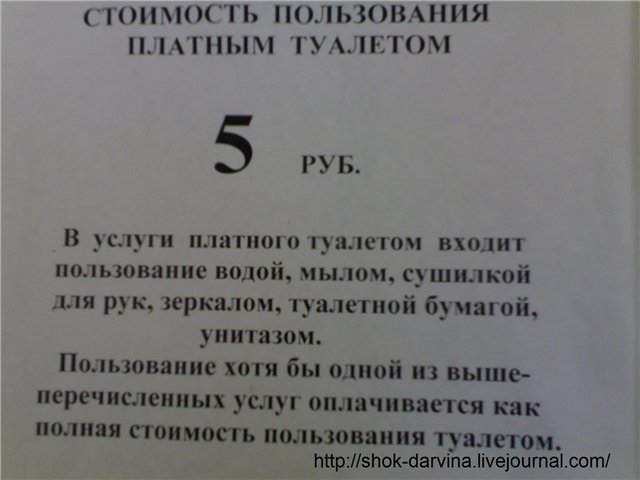 СТОИМОСТЬ ПОЛЬЗОВАНИЯ
ПЛАТНЫМ ТУАЛЕТОМ
5 РУБ.
В услуги платного туалетом входит
пользование водой, мылом, сушилкой
для рук, зеркалом, туалетной бумагой,
унитазом.
Пользование хотя бы одной из выше-
перечисленных услуг оплачивается как
полная стоимость пользования туалетом.
http://shok-darvina.livejournal.com/